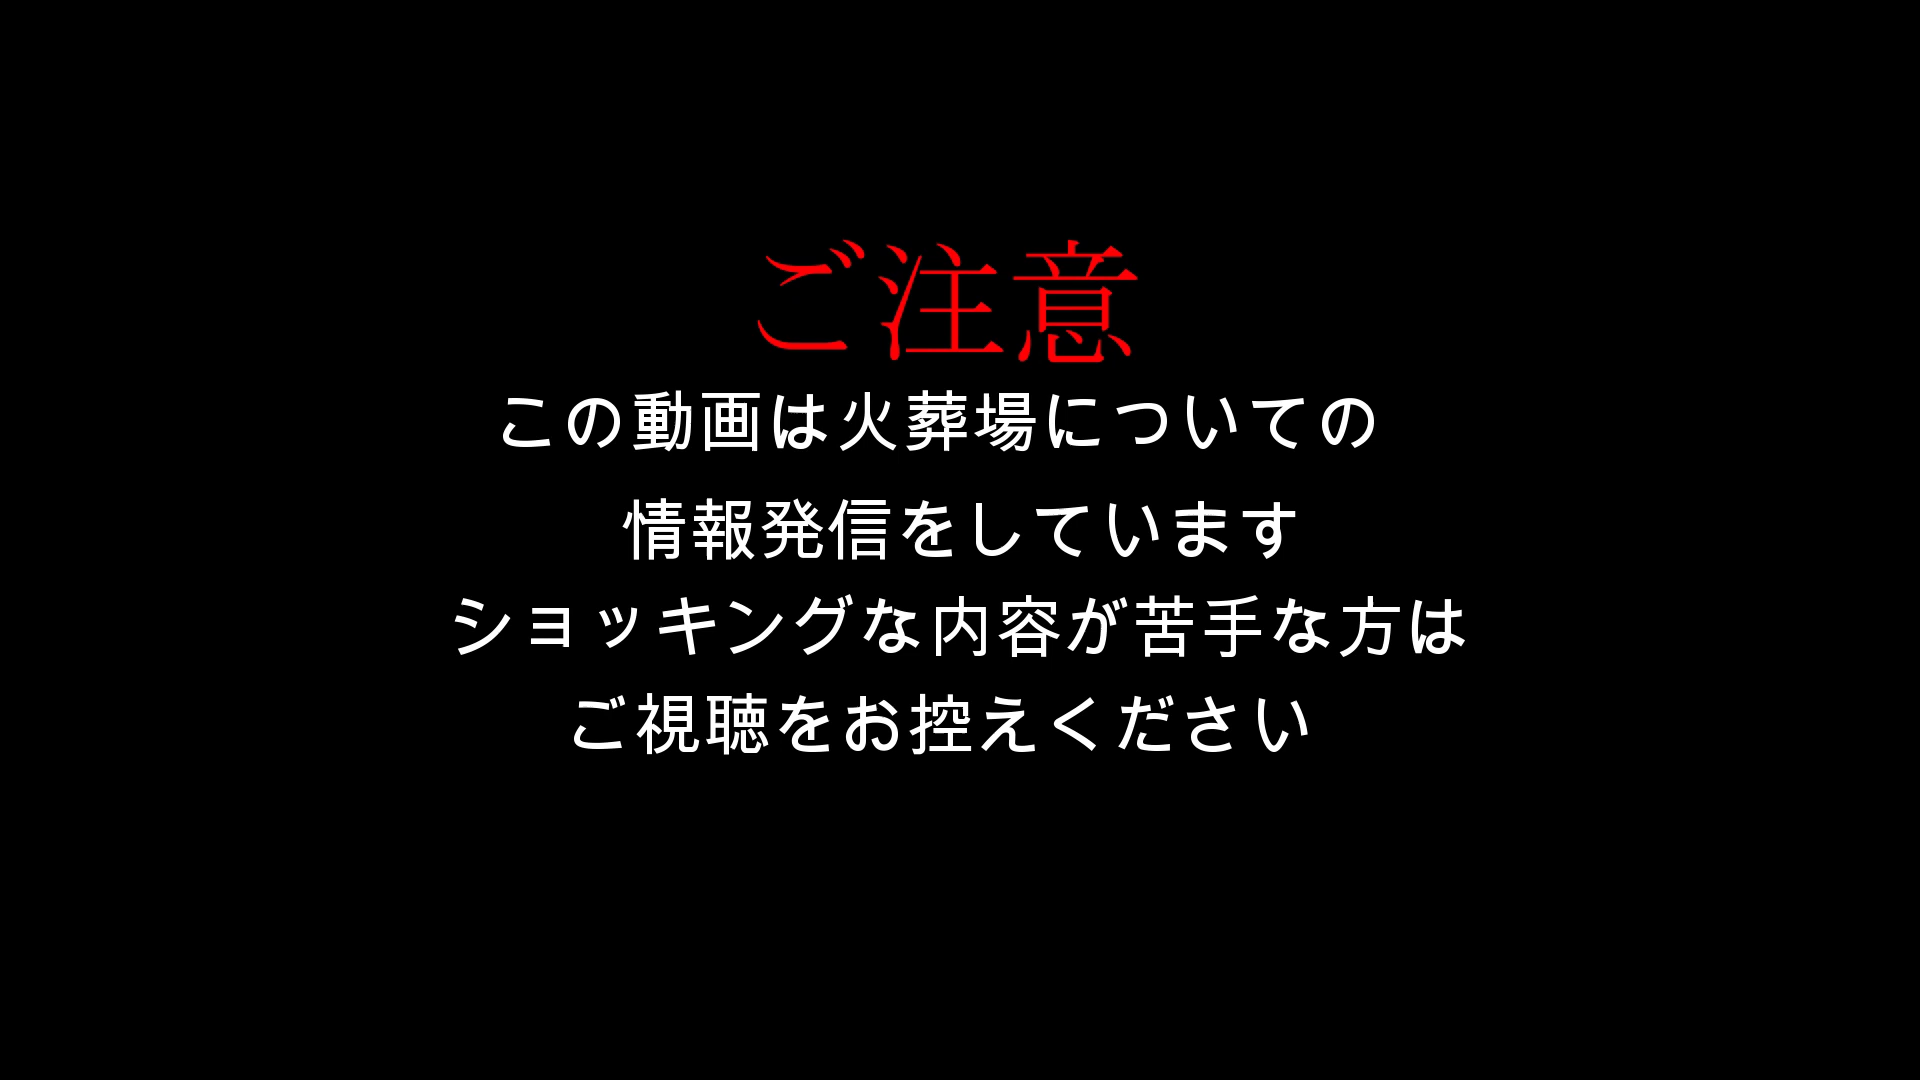 ご注意
この動画は火葬場についての
情報発信をしています
ショッキングな内容が苦手な方は
ご視聴をお控えください